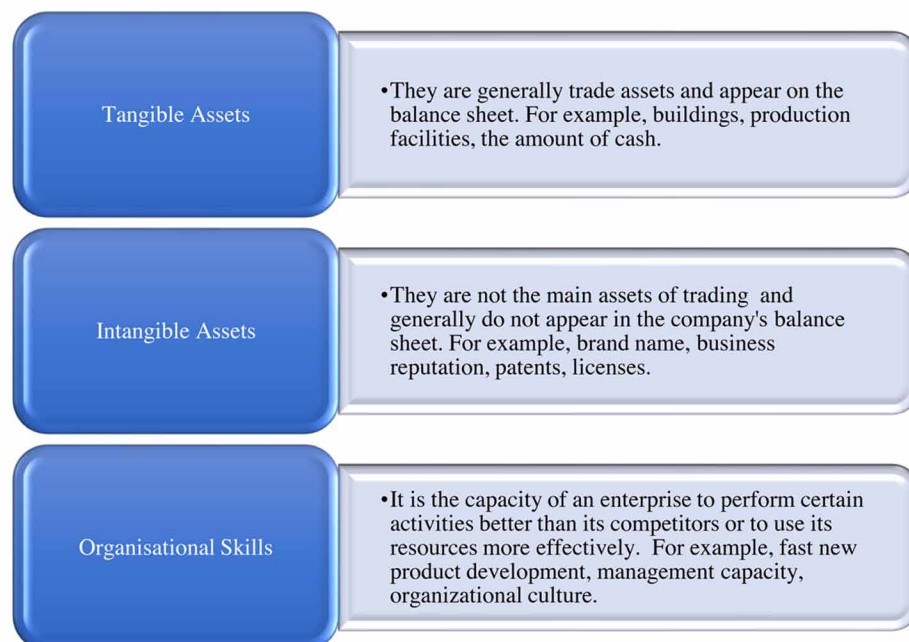 Tangible Assets
•They are generally trade assets and appear on the
balance sheet. For example, buildings, production
facilities, the amount of cash.
Intangible Assets
•They are not the main assets of trading and
generally do not appear in the company's balance
sheet. For example, brand name, business
reputation, patents, licenses.
Organisational Skills
•It is the capacity of an enterprise to perform certain
activities better than its competitors or to use its
resources more effectively. For example, fast new
product development, management capacity,
organizational culture.